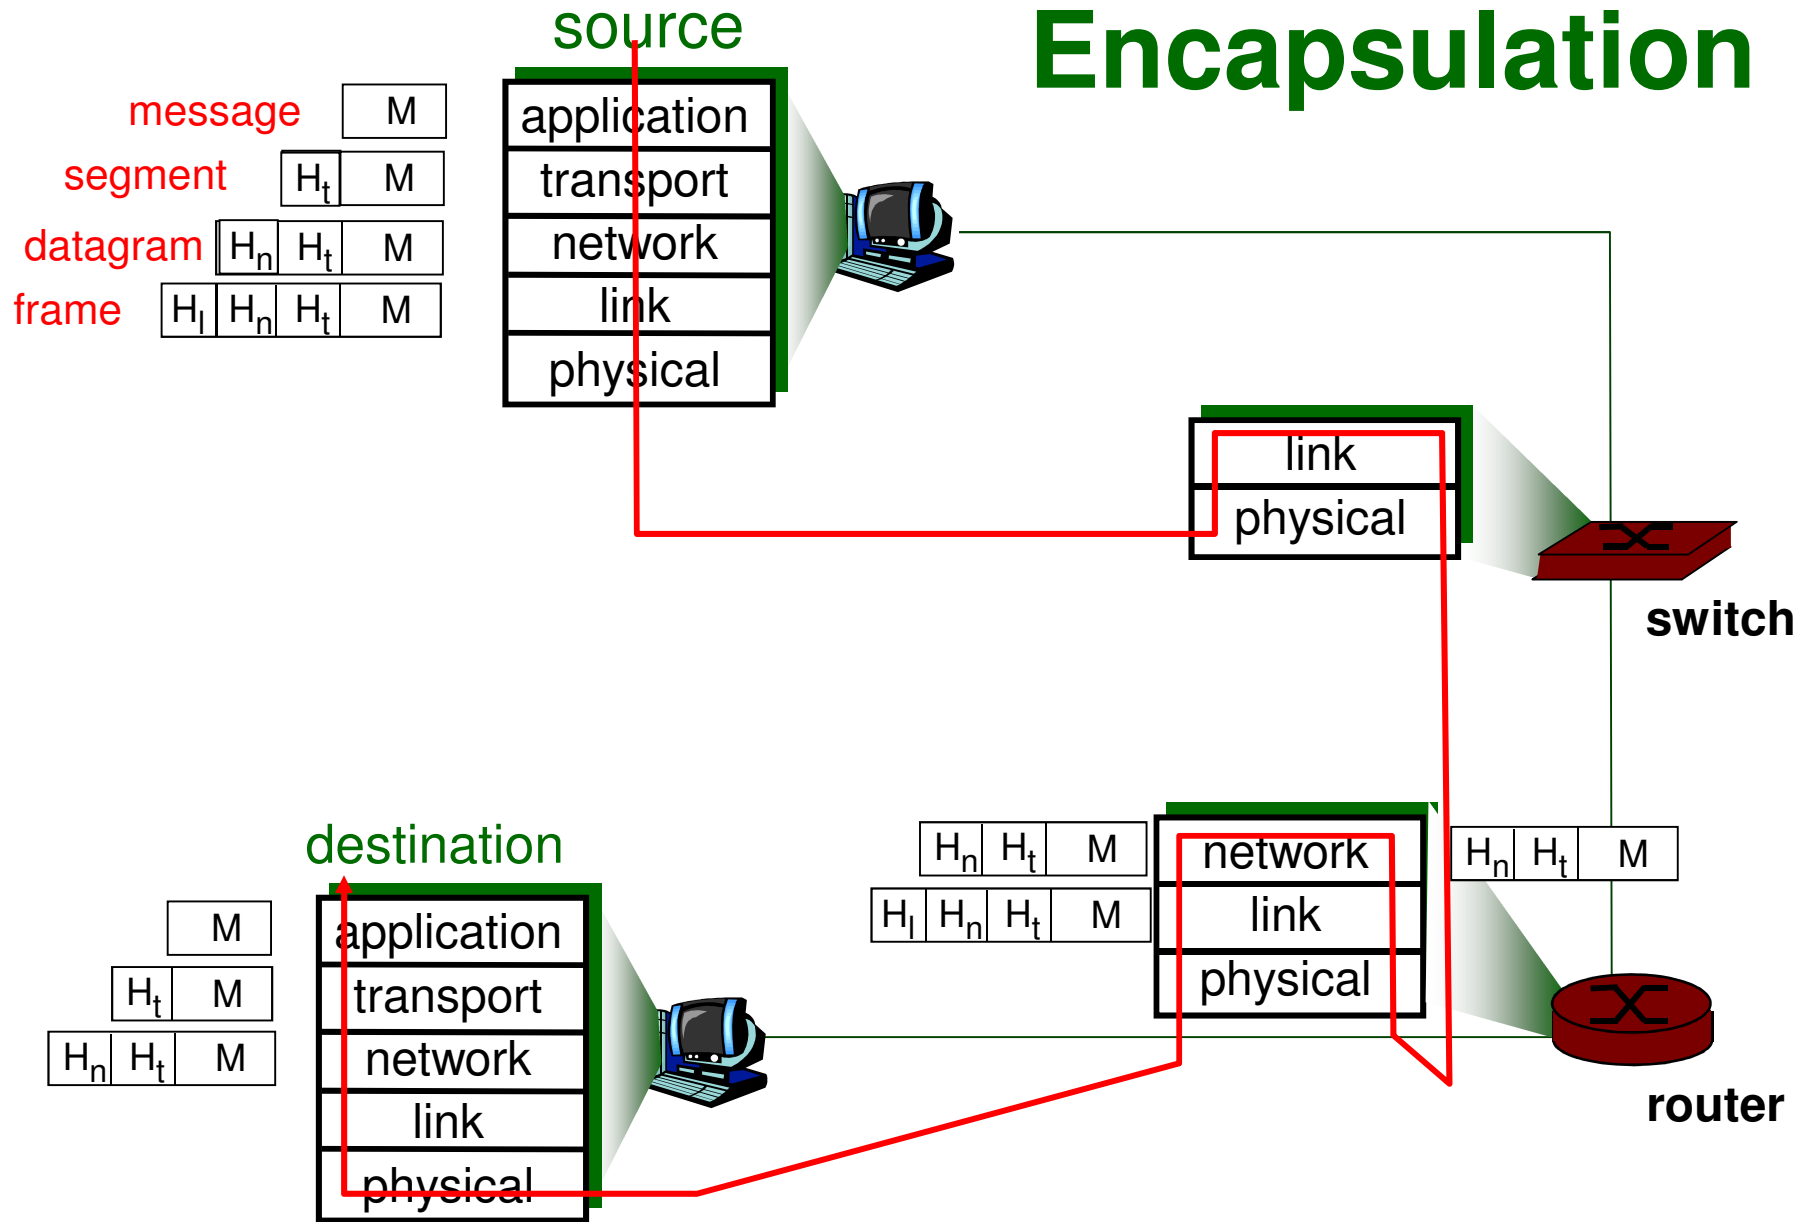 Encapsulation
source
message M
segment Ht M
datagram Hn Ht M
frame Hl Hn Ht M
application
transport
network
link
physical
link
physical
switch
Hn Ht M
Hl Hn Ht M
network
link
physical
Hn Ht M
router
destination
M
Ht M
Hn Ht M
application
transport
network
link
physical